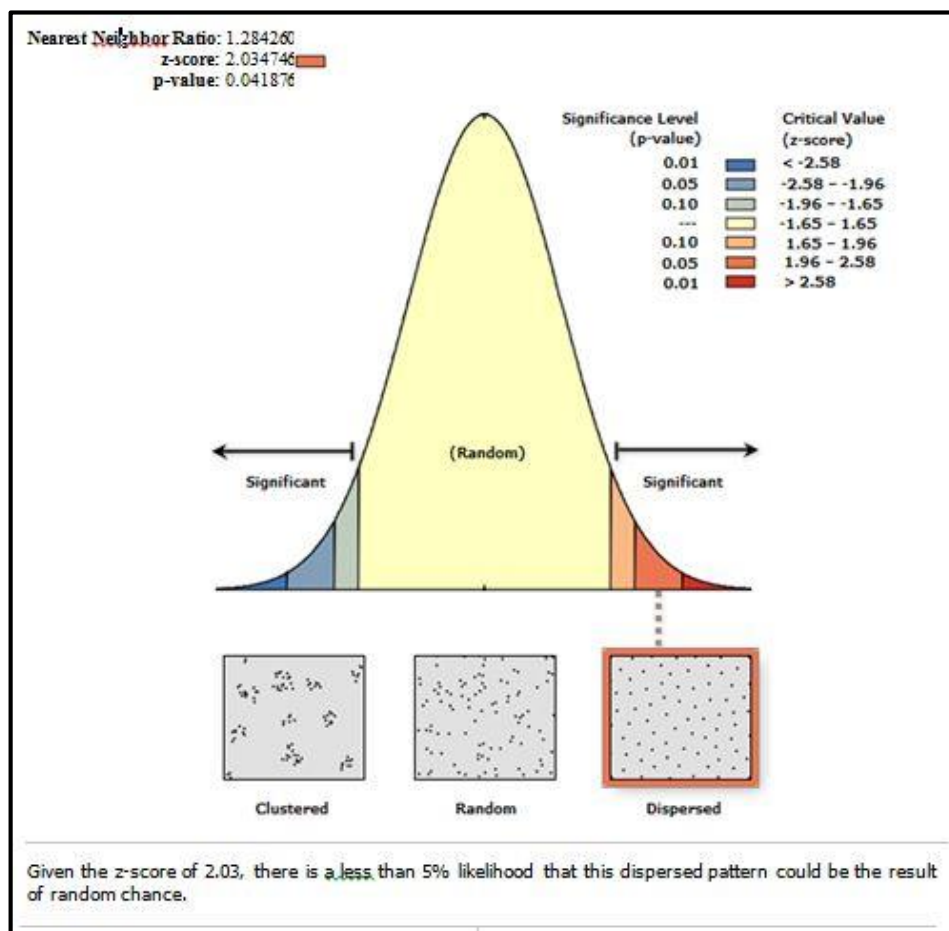 Nearest Neighbor Ratio: 1.284260
z-score: 2.034746
p-value: 0.041876
Significance Level Critical Value
(p-value) (z-score)
0.01 < -2.58
0.05 -2.58 – -1.96
0.10 -1.96 – -1.65
--- -1.65 – 1.65
0.10 1.65 – 1.96
0.05 1.96 – 2.58
0.01 > 2.58
(Random)
Significant Significant
Clustered Random Dispersed
Given the z-score of 2.03, there is a less than 5% likelihood that this dispersed pattern could be the result
of random chance.